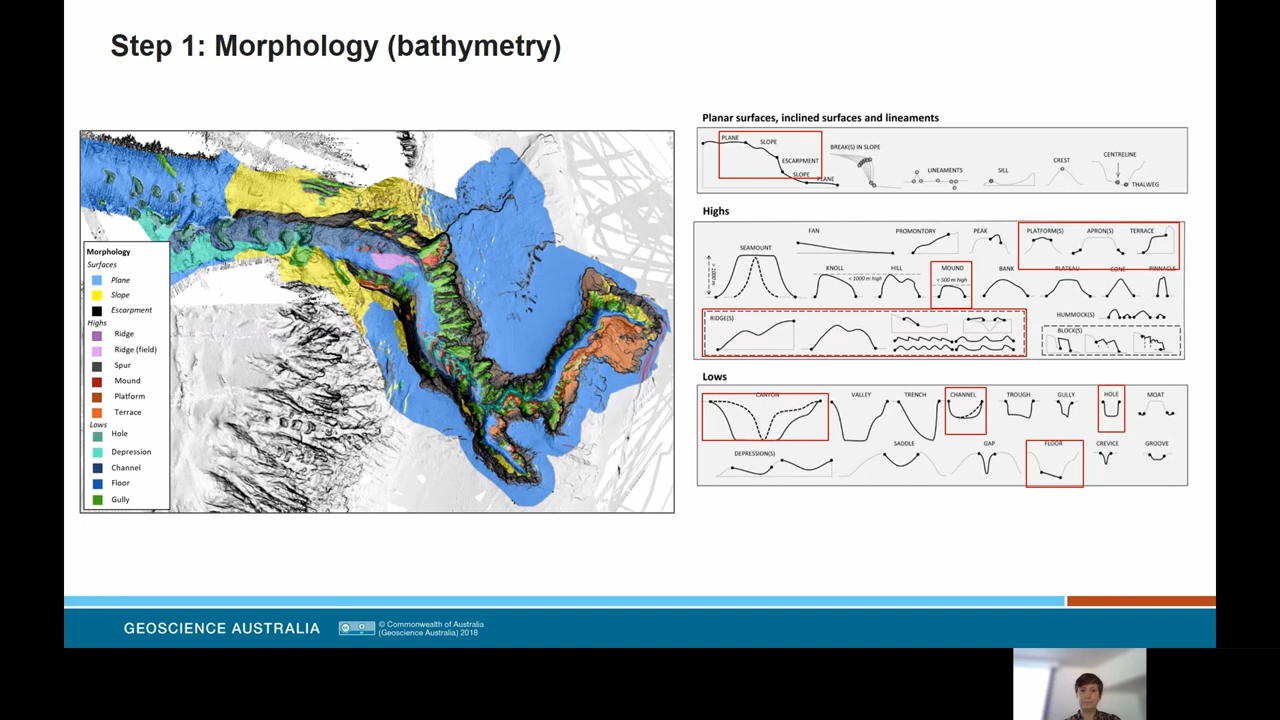 Step 1: Morphology (bathymetry)
Morphology
Surfaces
Plane
Slope
Escarpment
Highs
Ridge
Ridge (field)
Spur
Mound
Platform
Terrace
Lows
Hole
Depression
Channel
Floor
Gully
Planar surfaces, inclined surfaces and lineaments
PLANE
SLOPE
ESCARPMENT
SLOPE
PLANE
BREAK(S) IN SLOPE
LINEAMENTS
SILL
CREST
CENTRELINE
THALWEG
Highs
SEAMOUNT
FAN
PROMONTORY
PEAK
PLATFORM(S)
APRON(S)
TERRACE
KNOLL
< 1000 m high
HILL
MOUND
< 500 m high
BANK
PLATEAU
CONE
PINNACLE
RIDGE(S)
HUMMOCK(S)
BLOCK(S)
Lows
CANYON
VALLEY
TRENCH
CHANNEL
TROUGH
GULLY
HOLE
MOAT
DEPRESSION(S)
SADDLE
GAP
FLOOR
CREVICE
GROOVE
GEOSCIENCE AUSTRALIA
© Commonwealth of Australia
(Geoscience Australia) 2018